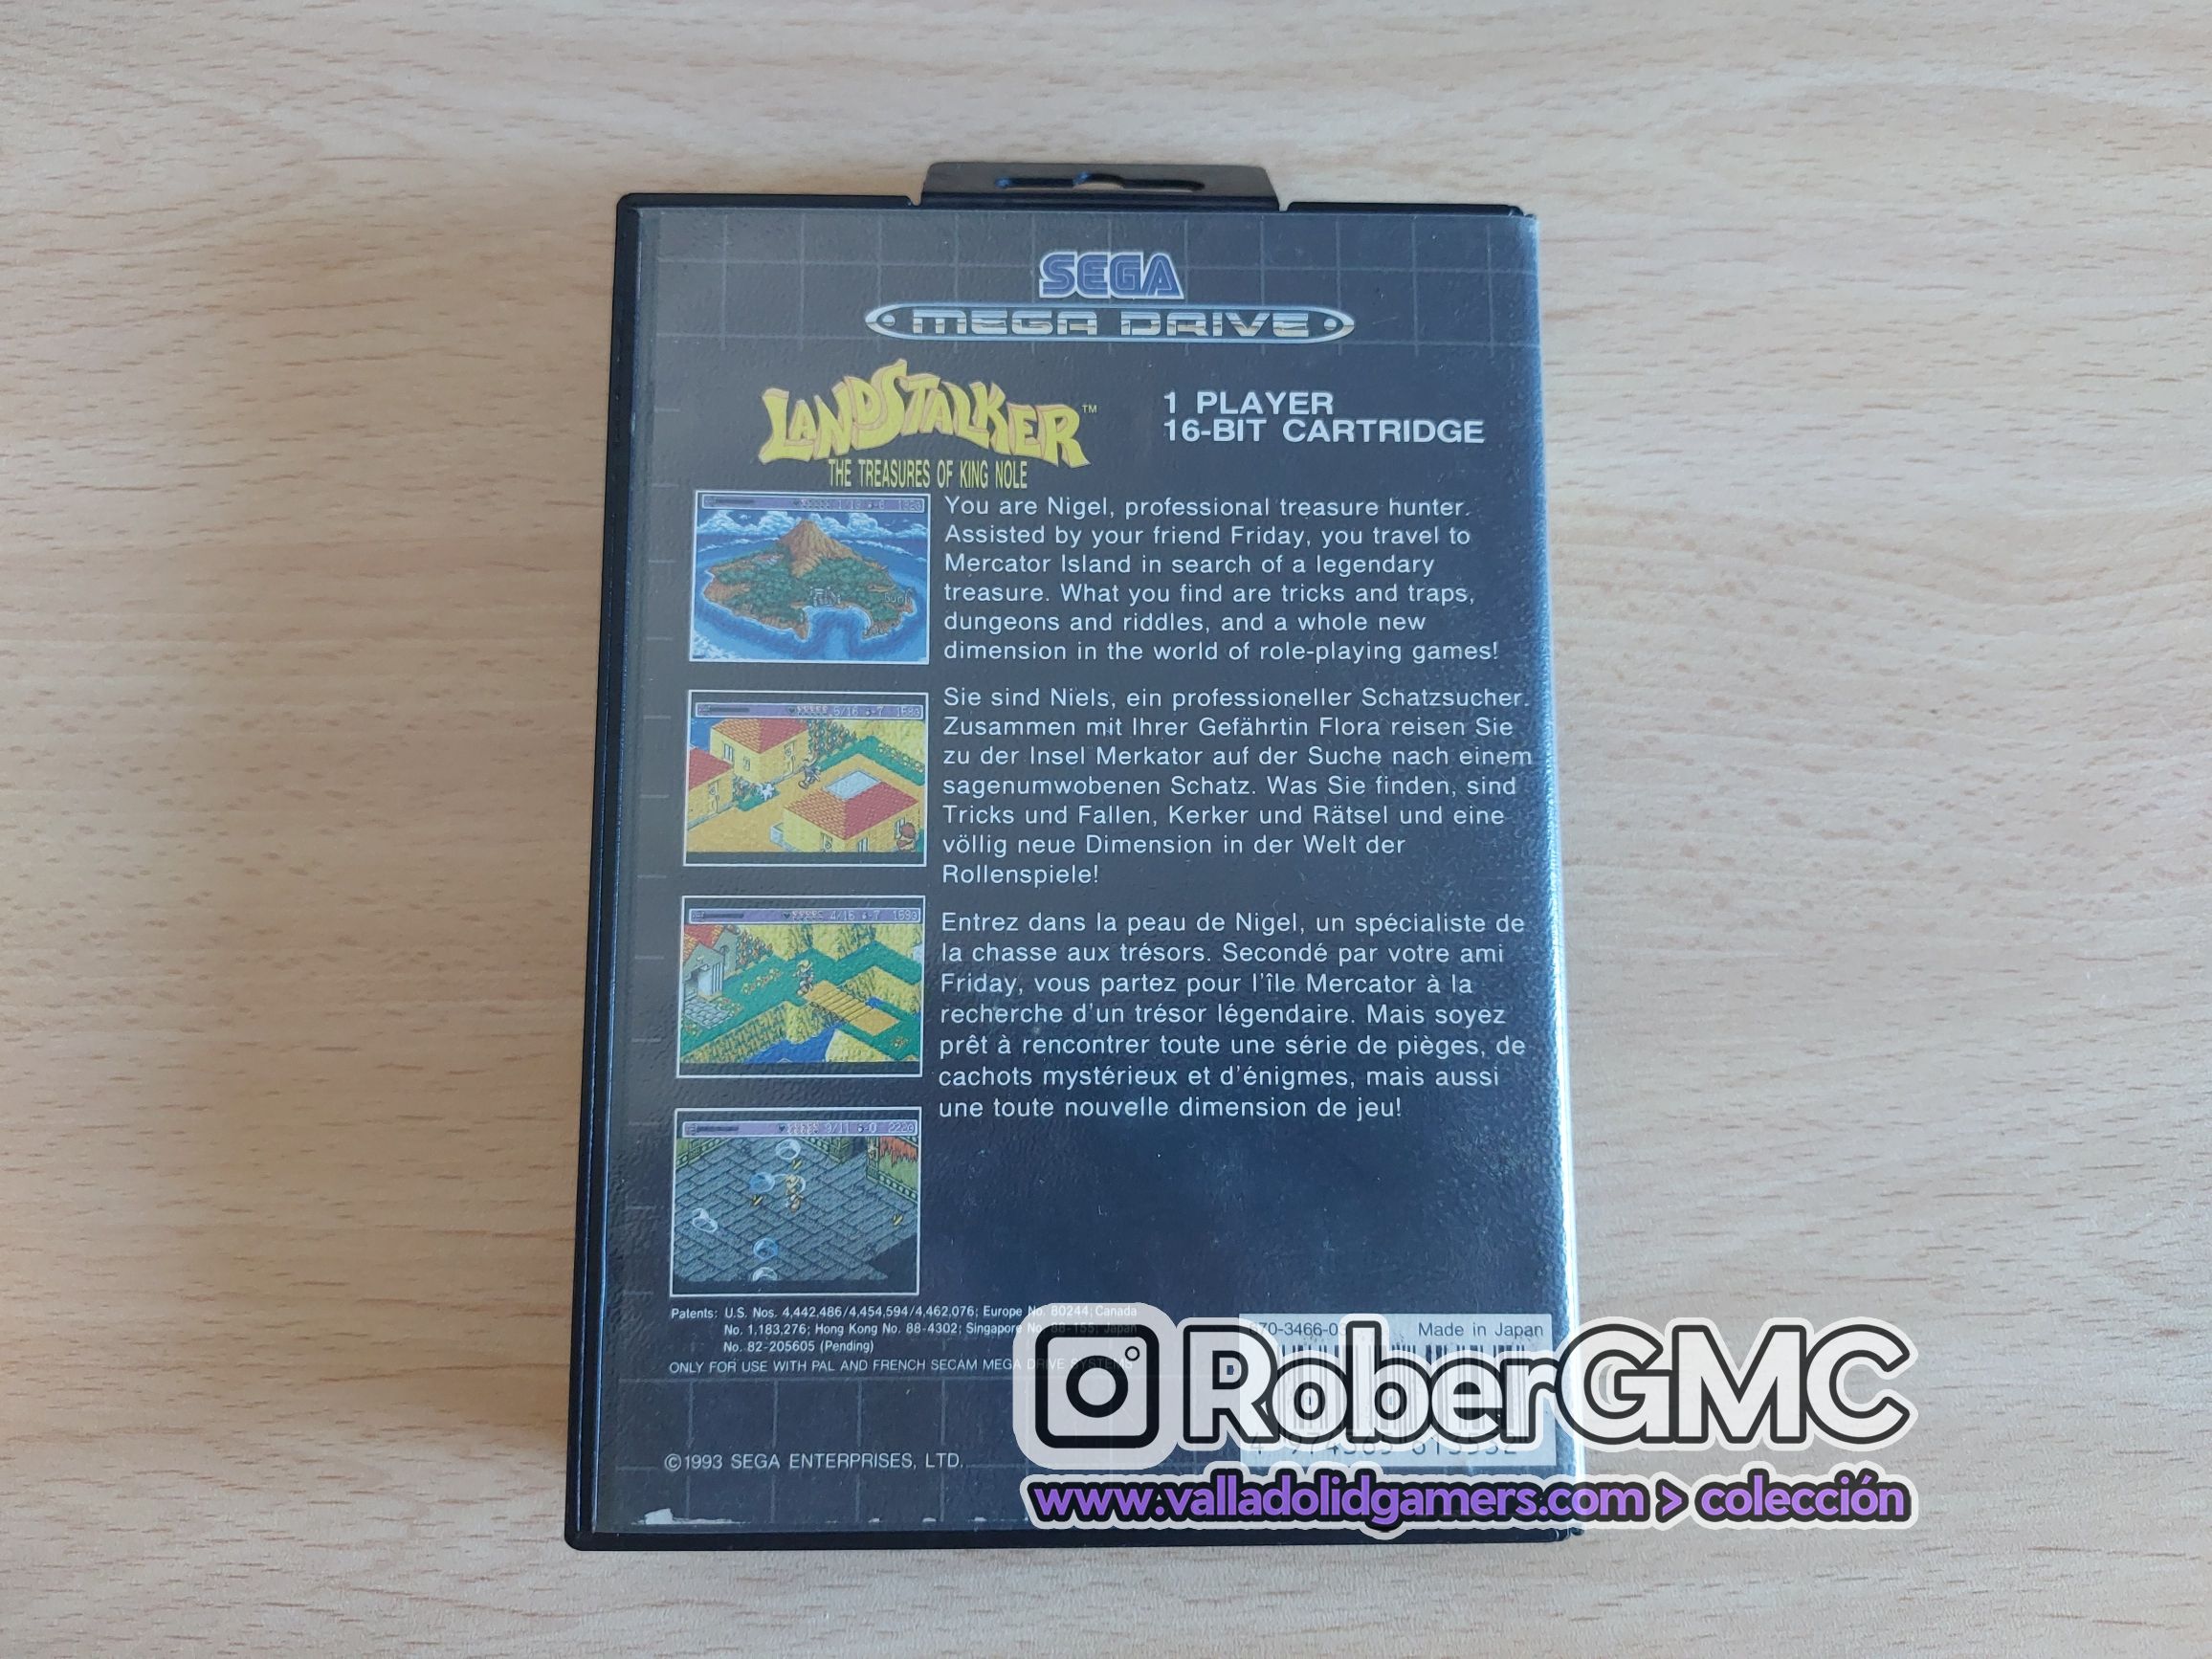 SEGA
MEGA DRIVE
LANDSTALKER™
THE TREASURES OF KING NOLE
1 PLAYER
16-BIT CARTRIDGE
You are Nigel, professional treasure hunter.
Assisted by your friend Friday, you travel to
Mercator Island in search of a legendary
treasure. What you find are tricks and traps,
dungeons and riddles, and a whole new
dimension in the world of role-playing games!
Sie sind Niels, ein professioneller Schatzsucher.
Zusammen mit Ihrer Gefährtin Flora reisen Sie
zu der Insel Merkator auf der Suche nach einem
sagenumwobenen Schatz. Was Sie finden, sind
Tricks und Fallen, Kerker und Rätsel und eine
völlig neue Dimension in der Welt der
Rollenspiele!
Entrez dans la peau de Nigel, un spécialiste de
la chasse aux trésors. Secondé par votre ami
Friday, vous partez pour l'île Mercator à la
recherche d'un trésor légendaire. Mais soyez
prêt à rencontrer toute une série de pièges, de
cachots mystérieux et d'énigmes, mais aussi
une toute nouvelle dimension de jeu!
Patents: U.S. Nos. 4,442,486/4,454,594/4,462,076; Europe No. 80244; Canada
No. 1,183,276; Hong Kong No. 88-4302; Singapore No. 88-155; Japan
No. 82-205605 (Pending)
ONLY FOR USE WITH PAL AND FRENCH SECAM MEGA DRIVE SYSTEMS
Made in Japan
©1993 SEGA ENTERPRISES, LTD.
RoberGMC
www.valladolidgamers.com > colección